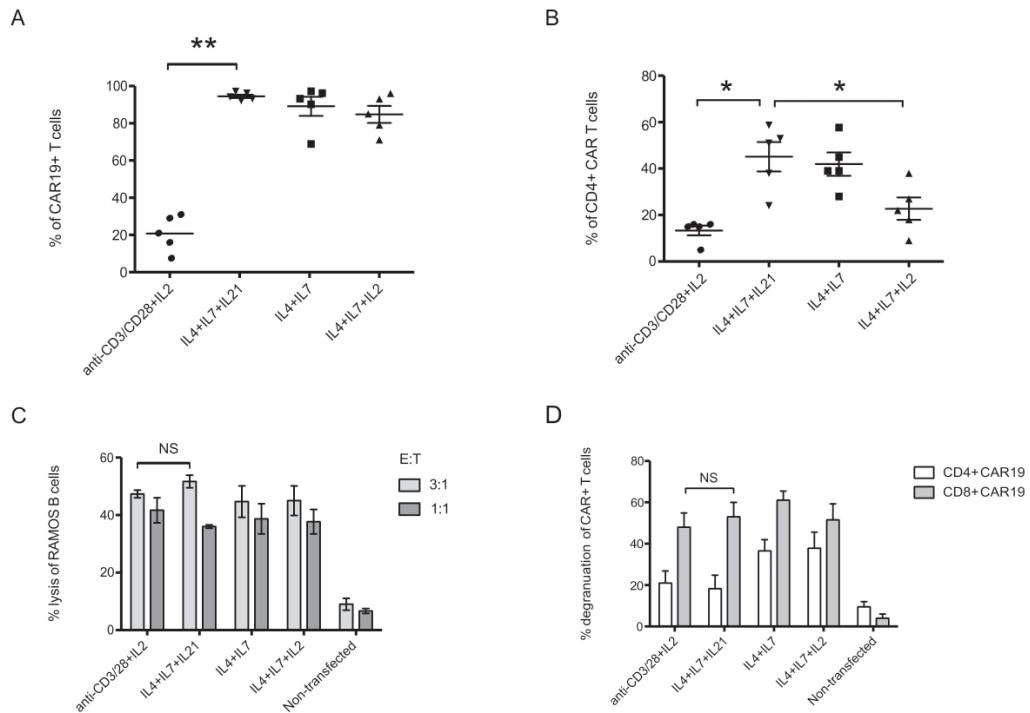 A
**
100
80
60
40
20
0
% of CAR19+ T cells
anti-CD3/CD28+IL2
IL4+IL7+IL21
IL4+IL7
IL4+IL7+IL2
B
*
*
80
60
40
20
0
% of CD4+ CAR T cells
anti-CD3/CD28+IL2
IL4+IL7+IL21
IL4+IL7
IL4+IL7+IL2
C
NS
E:T
3:1
1:1
60
40
20
0
% lysis of RAMOS B cells
anti-CD3/28+IL2
IL4+IL7+IL21
IL4+IL7
IL4+IL7+IL2
Non-transfected
D
NS
CD4+CAR19
CD8+CAR19
80
60
40
20
0
% degranuation of CAR+ T cells
anti-CD3/28+IL2
IL4+IL7+IL21
IL4+IL7
IL4+IL7+IL2
Non-transfected